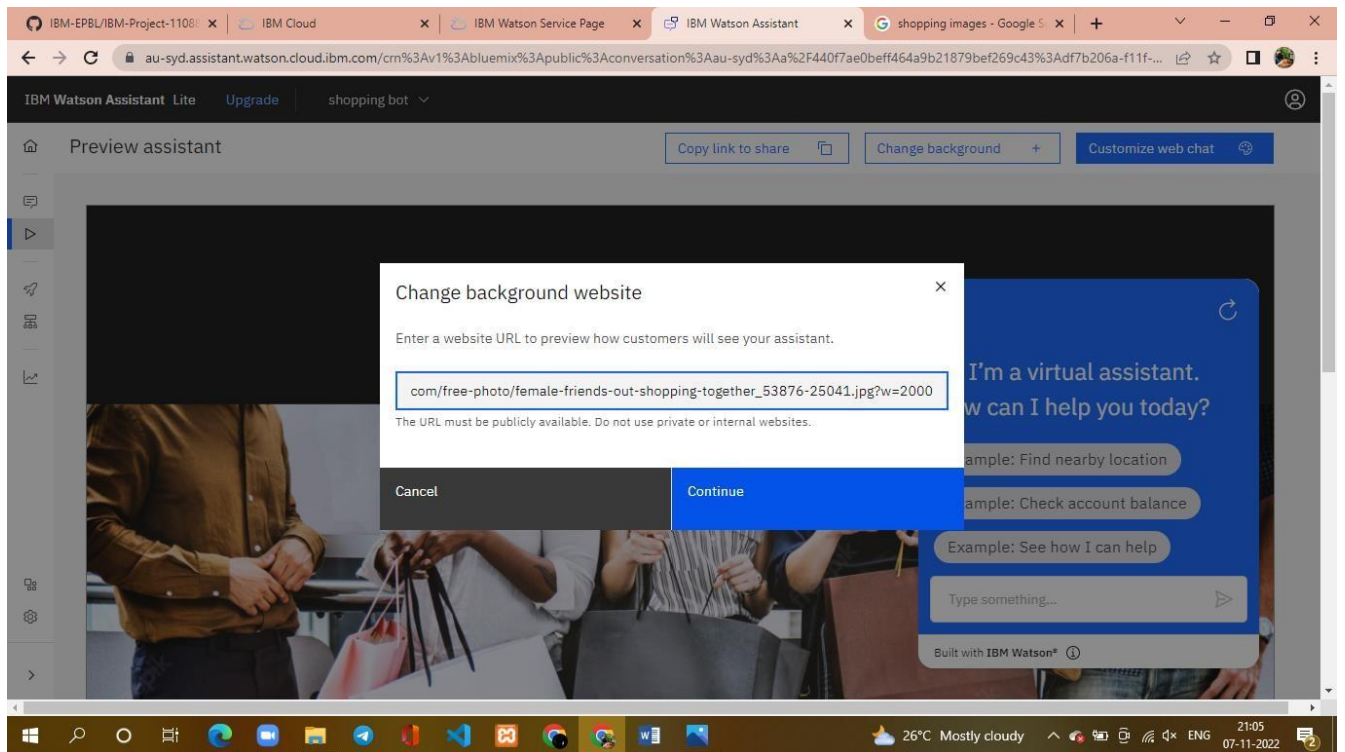 IBM-EPBL/IBM-Project-1108
IBM Cloud
IBM Watson Service Page
IBM Watson Assistant
shopping images - Google S
au-syd.assistant.watson.cloud.ibm.com/crn%3Av1%3Abluemix%3Apublic%3Aconversation%3Aau-syd%3Aa%2F440f7ae0beff464a9b21879bef269c43%3Adf7b206a-f11f-...
IBM Watson Assistant Lite Upgrade shopping bot
Preview assistant
Copy link to share
Change background +
Customize web chat
Change background website
Enter a website URL to preview how customers will see your assistant.
com/free-photo/female-friends-out-shopping-together_53876-25041.jpg?w=2000
The URL must be publicly available. Do not use private or internal websites.
Cancel
Continue
I'm a virtual assistant.
w can I help you today?
ample: Find nearby location
ample: Check account balance
Example: See how I can help
Type something...
Built with IBM Watson®
26°C Mostly cloudy
ENG
21:05
07-11-2022
2